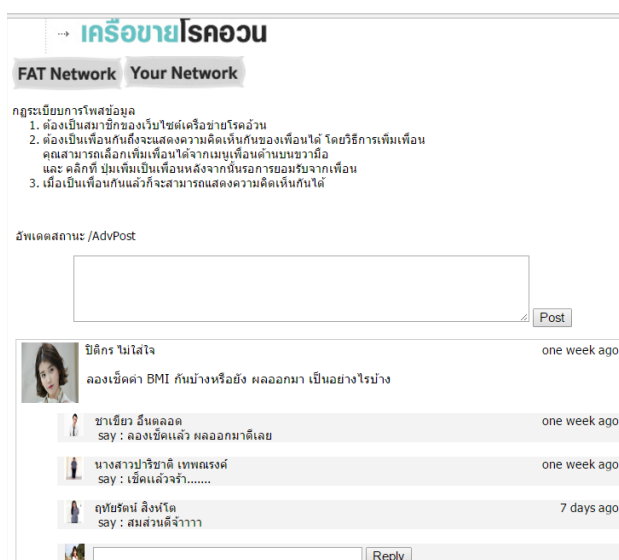 เครือขายโรคอวน
FAT Network Your Network
กฎระเบียบการโพสข้อมูล
1. ต้องเป็นสมาชิกของเว็บไซต์เครือข่ายโรคอ้วน
2. ต้องเป็นเพื่อนกันถึงจะแสดงความคิดเห็นกันของเพื่อนได้ โดยวิธีการเพิ่มเพื่อน
คุณสามารถเลือกเพิ่มเพื่อนได้จากเมนูเพื่อนด้านบนขวามือ
และ คลิกที่ ปุ่มเพิ่มเป็นเพื่อนหลังจากนั้นรอการยอมรับจากเพื่อน
3. เมื่อเป็นเพื่อนกันแล้วก็จะสามารถแสดงความคิดเห็นกันได้
อัพเดตสถานะ /AdvPost
Post
ปิติกร ไม่ใส่ใจ one week ago
ลองเช็คค่า BMI กันบ้างหรือยัง ผลออกมา เป็นอย่างไรบ้าง
ชาเขียว อื่นตลอด one week ago
say : ลองเช็คแล้ว ผลออกมาดีเลย
นางสาวปาริชาติ เทพณรงค์ one week ago
say : เช็คแล้วจร้า.......
ฤทัยรัตน์ สิงห์โต 7 days ago
say : สมส่วนดีจ้าาาา
Reply